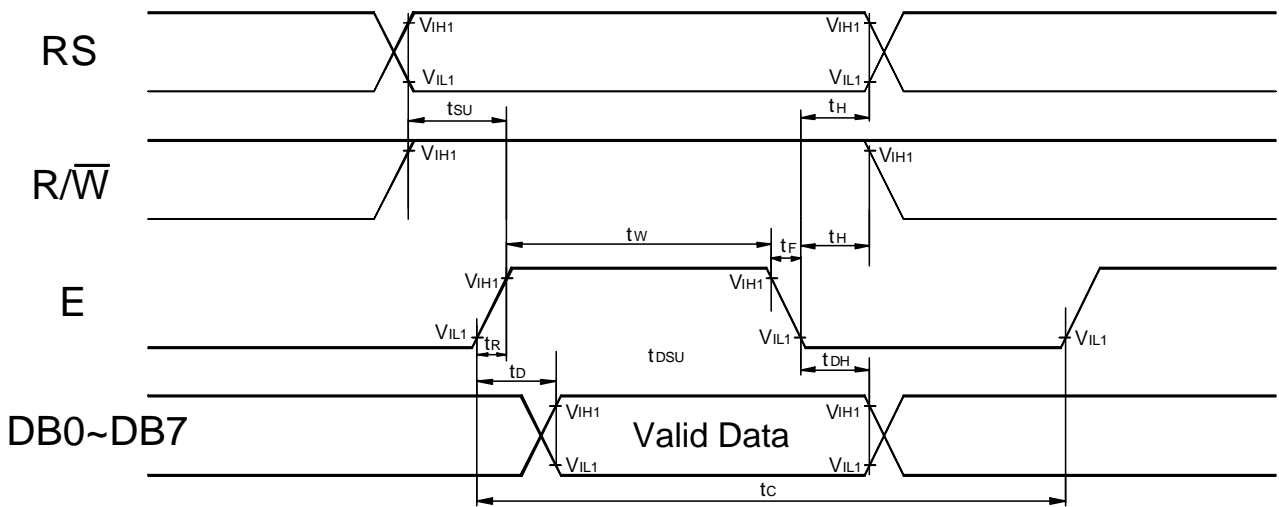 VIH1 VIH1
RS
VIL1 VIL1
tSU tH
VIH1 VIH1
R/W̅
tW tF tH
VIH1 VIH1
E
VIL1 VIL1 VIL1
tR tDSU tDH
tD
VIH1 VIH1
DB0~DB7 Valid Data
VIL1 VIL1
tC